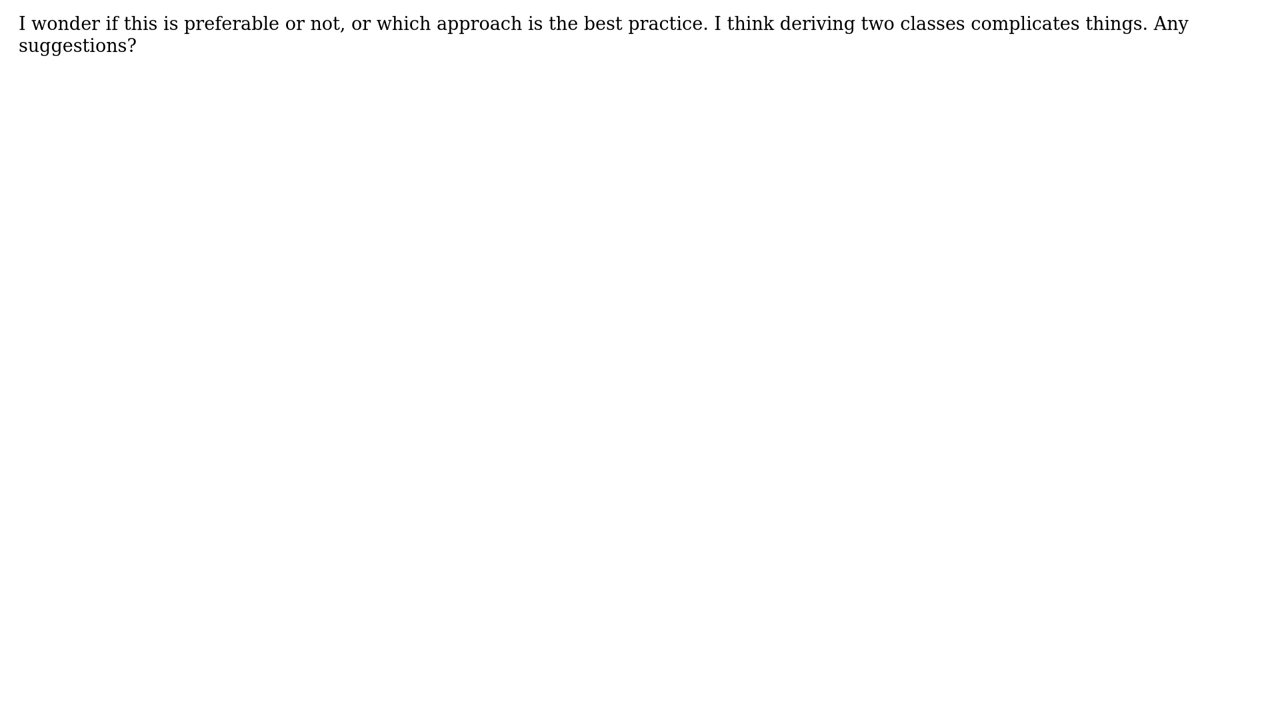 I wonder if this is preferable or not, or which approach is the best practice. I think deriving two classes complicates things. Any
suggestions?